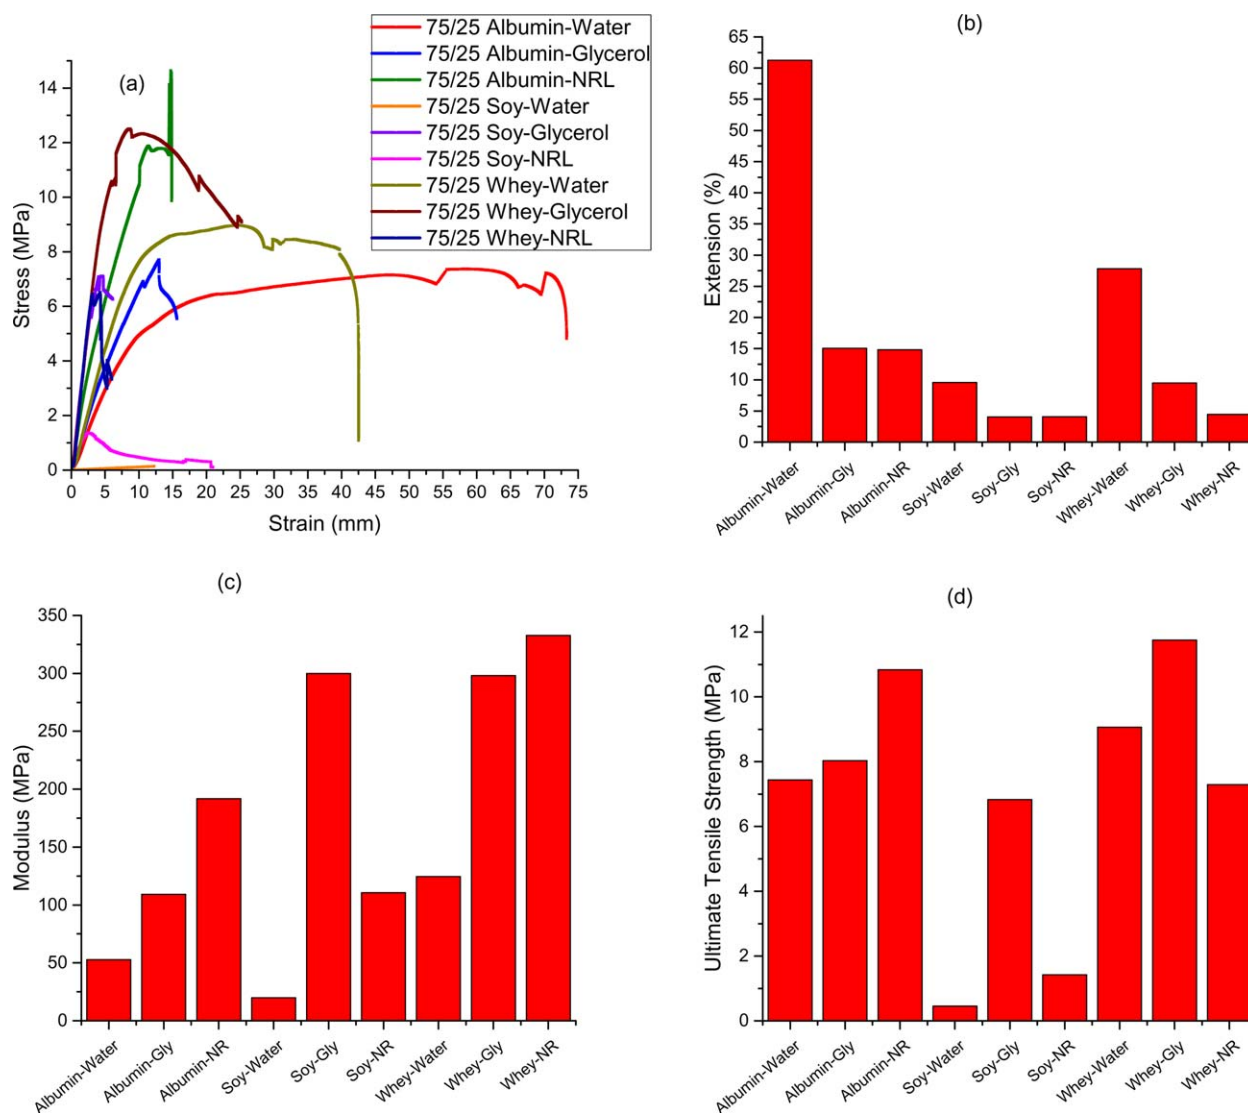 (a)
75/25 Albumin-Water
75/25 Albumin-Glycerol
75/25 Albumin-NRL
75/25 Soy-Water
75/25 Soy-Glycerol
75/25 Soy-NRL
75/25 Whey-Water
75/25 Whey-Glycerol
75/25 Whey-NRL
Stress (MPa)
14
12
10
8
6
4
2
0
0 5 10 15 20 25 30 35 40 45 50 55 60 65 70 75
Strain (mm)
(b)
Extension (%)
65
60
55
50
45
40
35
30
25
20
15
10
5
0
Albumin-Water
Albumin-Gly
Albumin-NR
Soy-Water
Soy-Gly
Soy-NR
Whey-Water
Whey-Gly
Whey-NR
(c)
Modulus (MPa)
350
300
250
200
150
100
50
0
Albumin-Water
Albumin-Gly
Albumin-NR
Soy-Water
Soy-Gly
Soy-NR
Whey-Water
Whey-Gly
Whey-NR
(d)
Ultimate Tensile Strength (MPa)
12
10
8
6
4
2
0
Albumin-Water
Albumin-Gly
Albumin-NR
Soy-Water
Soy-Gly
Soy-NR
Whey-Water
Whey-Gly
Whey-NR